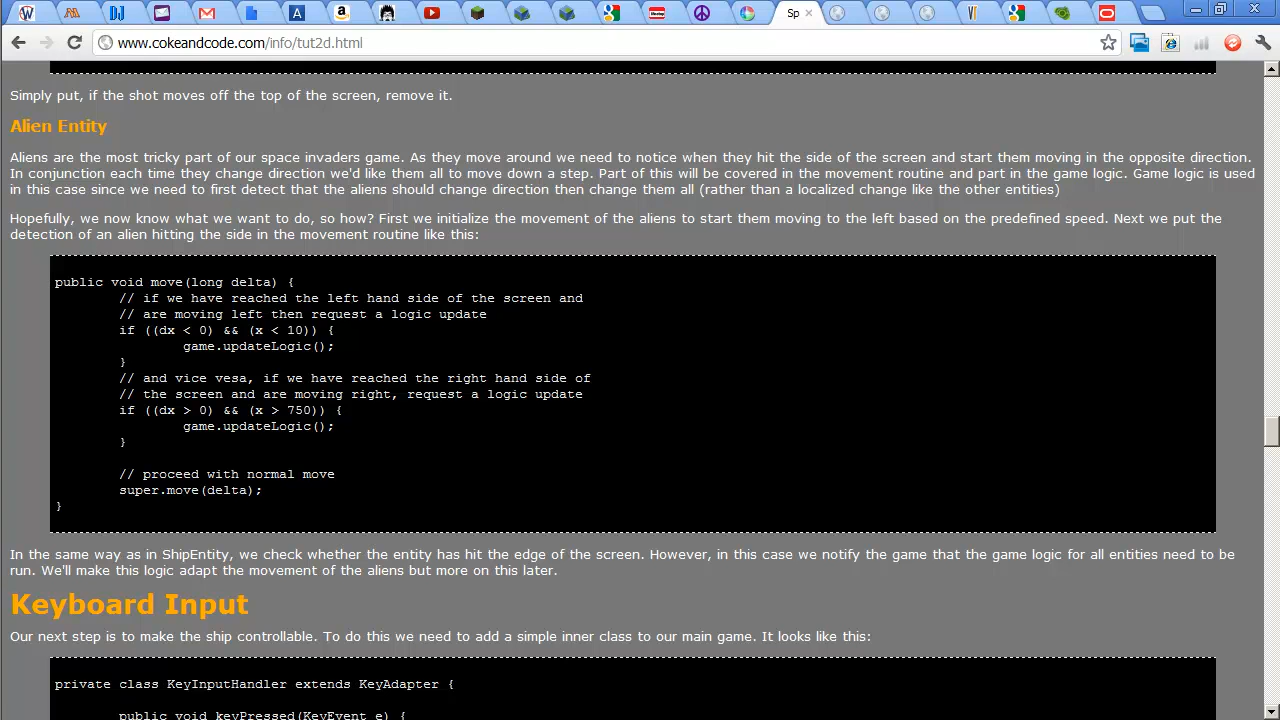 Sp
www.cokeandcode.com/info/tut2d.html
Simply put, if the shot moves off the top of the screen, remove it.
Alien Entity
Aliens are the most tricky part of our space invaders game. As they move around we need to notice when they hit the side of the screen and start them moving in the opposite direction.
In conjunction each time they change direction we'd like them all to move down a step. Part of this will be covered in the movement routine and part in the game logic. Game logic is used
in this case since we need to first detect that the aliens should change direction then change them all (rather than a localized change like the other entities)
Hopefully, we now know what we want to do, so how? First we initialize the movement of the aliens to start them moving to the left based on the predefined speed. Next we put the
detection of an alien hitting the side in the movement routine like this:
public void move(long delta) {
// if we have reached the left hand side of the screen and
// are moving left then request a logic update
if ((dx < 0) && (x < 10)) {
game.updateLogic();
}
// and vice vesa, if we have reached the right hand side of
// the screen and are moving right, request a logic update
if ((dx > 0) && (x > 750)) {
game.updateLogic();
}
// proceed with normal move
super.move(delta);
}
In the same way as in ShipEntity, we check whether the entity has hit the edge of the screen. However, in this case we notify the game that the game logic for all entities need to be
run. We'll make this logic adapt the movement of the aliens but more on this later.
Keyboard Input
Our next step is to make the ship controllable. To do this we need to add a simple inner class to our main game. It looks like this:
private class KeyInputHandler extends KeyAdapter {
public void keyPressed(KeyEvent e) {